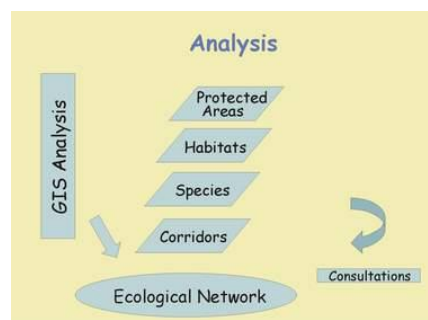 Analysis
GIS Analysis
Protected
Areas
Habitats
Species
Corridors
Consultations
Ecological Network